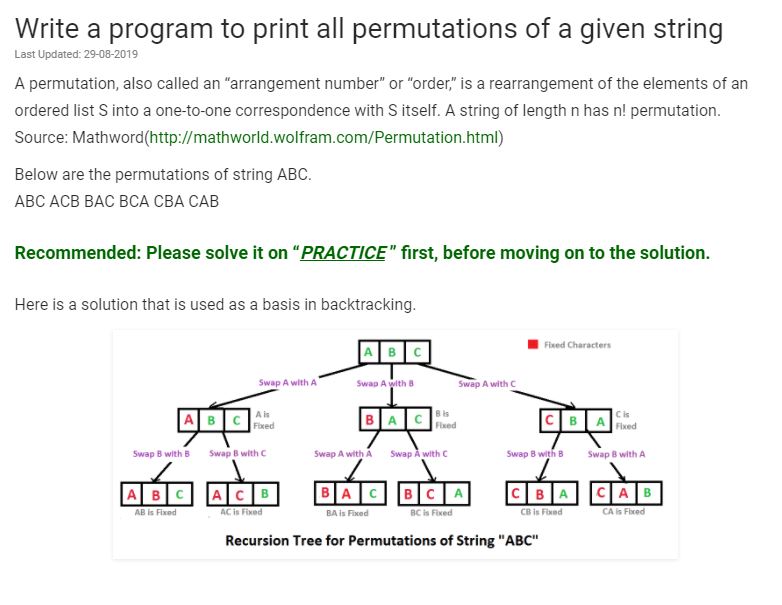 Write a program to print all permutations of a given string
Last Updated: 29-08-2019
A permutation, also called an “arrangement number” or “order,” is a rearrangement of the elements of an
ordered list S into a one-to-one correspondence with S itself. A string of length n has n! permutation.
Source: Mathword(http://mathworld.wolfram.com/Permutation.html)
Below are the permutations of string ABC.
ABC ACB BAC BCA CBA CAB
Recommended: Please solve it on “PRACTICE” first, before moving on to the solution.
Here is a solution that is used as a basis in backtracking.
A B C
Fixed Characters
Swap A with A
Swap A with B
Swap A with C
A B C
A is
Fixed
B A C
B is
Fixed
C B A
C is
Fixed
Swap B with B
Swap B with C
Swap A with A
Swap A with C
Swap B with B
Swap B with A
A B C
A C B
B A C
B C A
C B A
C A B
AB is Fixed
AC is Fixed
BA is Fixed
BC is Fixed
CB is Fixed
CA is Fixed
Recursion Tree for Permutations of String "ABC"